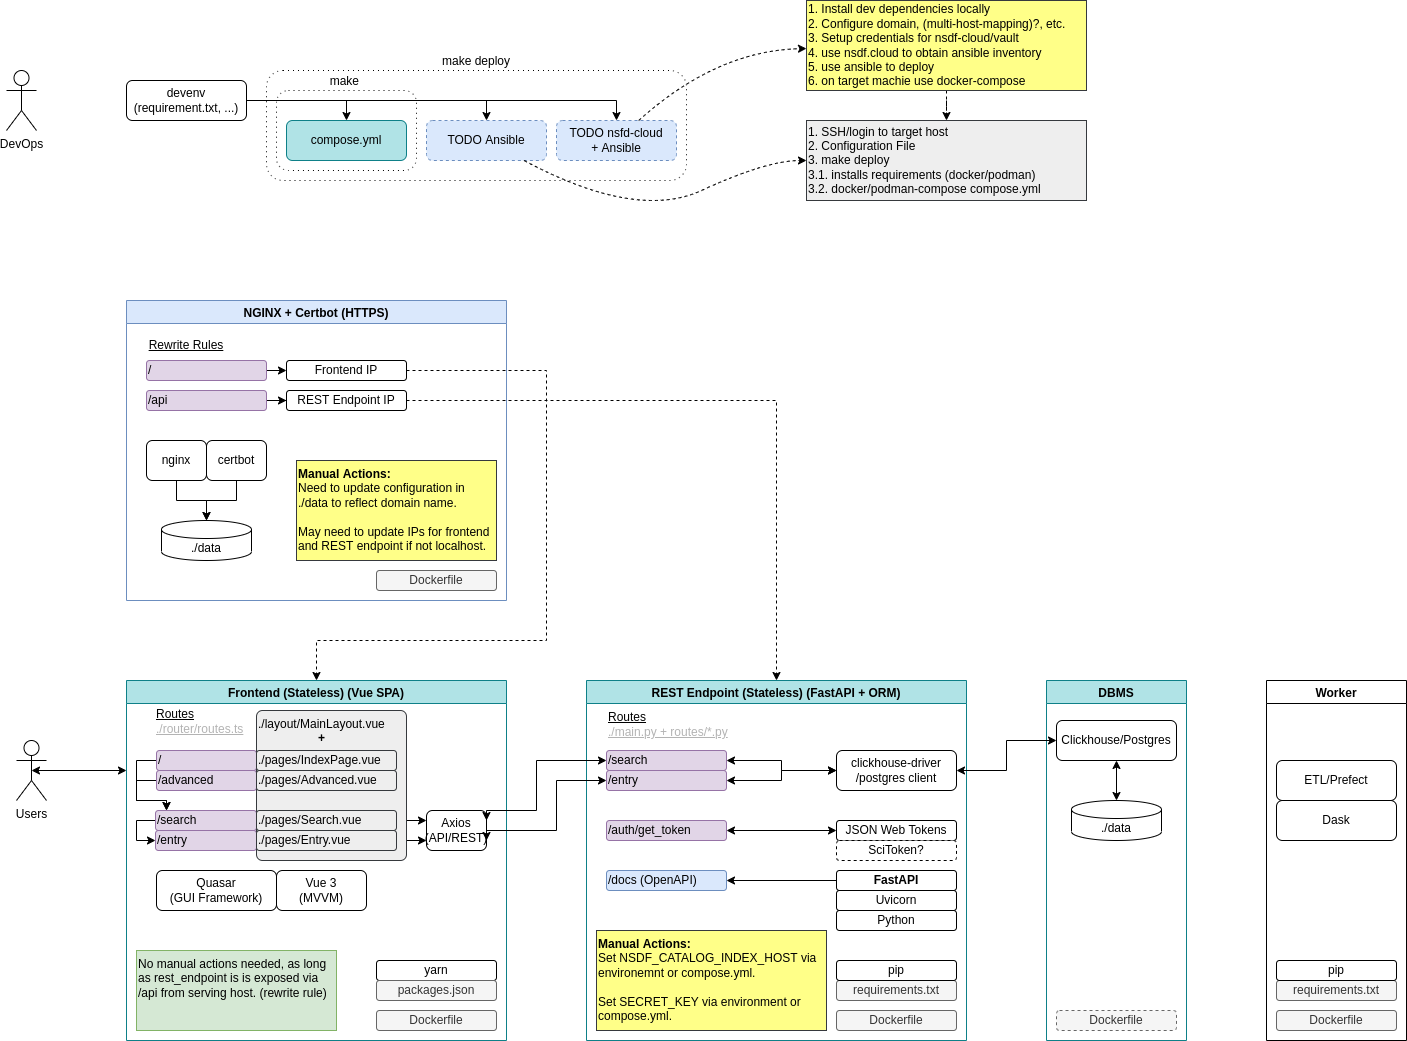 DevOps
devenv
(requirement.txt, ...)
make deploy
make
compose.yml
TODO Ansible
TODO nsfd-cloud
+ Ansible
1. Install dev dependencies locally
2. Configure domain, (multi-host-mapping)?, etc.
3. Setup credentials for nsdf-cloud/vault
4. use nsdf.cloud to obtain ansible inventory
5. use ansible to deploy
6. on target machie use docker-compose
1. SSH/login to target host
2. Configuration File
3. make deploy
3.1. installs requirements (docker/podman)
3.2. docker/podman-compose compose.yml
NGINX + Certbot (HTTPS)
Rewrite Rules
/
Frontend IP
/api
REST Endpoint IP
nginx
certbot
./data
Manual Actions:
Need to update configuration in
./data to reflect domain name.
May need to update IPs for frontend
and REST endpoint if not localhost.
Dockerfile
Users
Frontend (Stateless) (Vue SPA)
Routes
./router/routes.ts
./layout/MainLayout.vue
+
/
./pages/IndexPage.vue
/advanced
./pages/Advanced.vue
/search
./pages/Search.vue
/entry
./pages/Entry.vue
Axios
(API/REST)
Quasar
(GUI Framework)
Vue 3
(MVVM)
No manual actions needed, as long
as rest_endpoint is is exposed via
/api from serving host. (rewrite rule)
yarn
packages.json
Dockerfile
REST Endpoint (Stateless) (FastAPI + ORM)
Routes
./main.py + routes/*.py
/search
/entry
clickhouse-driver
/postgres client
/auth/get_token
JSON Web Tokens
SciToken?
/docs (OpenAPI)
FastAPI
Uvicorn
Python
Manual Actions:
Set NSDF_CATALOG_INDEX_HOST via
environemnt or compose.yml.
Set SECRET_KEY via environment or
compose.yml.
pip
requirements.txt
Dockerfile
DBMS
Clickhouse/Postgres
./data
Dockerfile
Worker
ETL/Prefect
Dask
pip
requirements.txt
Dockerfile